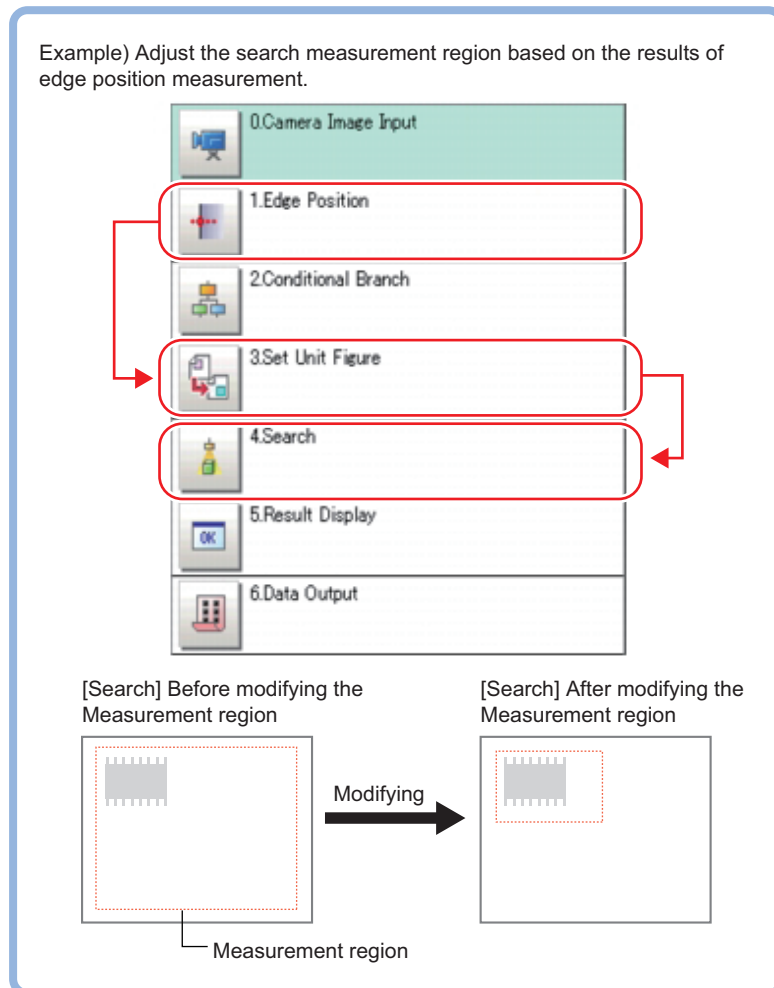 Example) Adjust the search measurement region based on the results of
edge position measurement.
0.Camera Image Input
1.Edge Position
2.Conditional Branch
3.Set Unit Figure
4.Search
5.Result Display
OK
6.Data Output
[Search] Before modifying the
Measurement region
[Search] After modifying the
Measurement region
Modifying
Measurement region